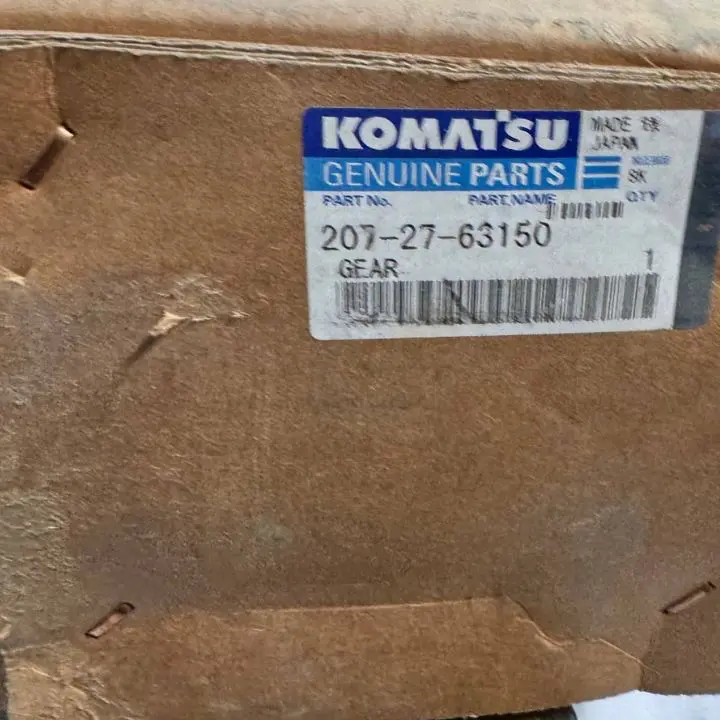 KOMATSU
MADE IN
JAPAN
GENUINE PARTS
SK
PART No.
PART NAME
QTY
207-27-63150
GEAR
1